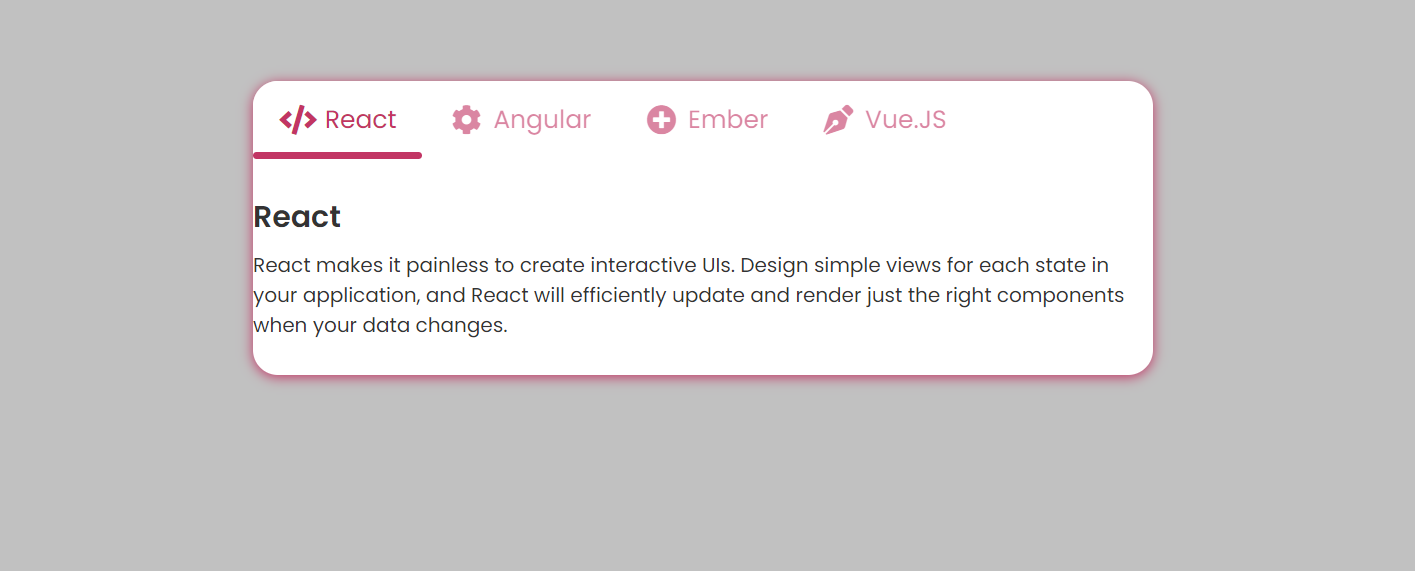 React Angular Ember Vue.JS
React
React makes it painless to create interactive UIs. Design simple views for each state in
your application, and React will efficiently update and render just the right components
when your data changes.